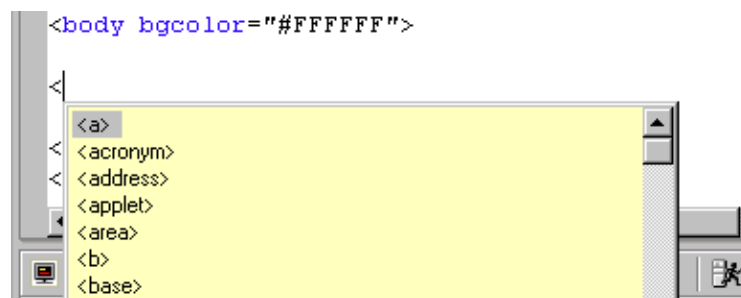 <body bgcolor="#FFFFFF">
<
<a>
< <acronym>
< <address>
<applet>
<area>
<b>
<base>